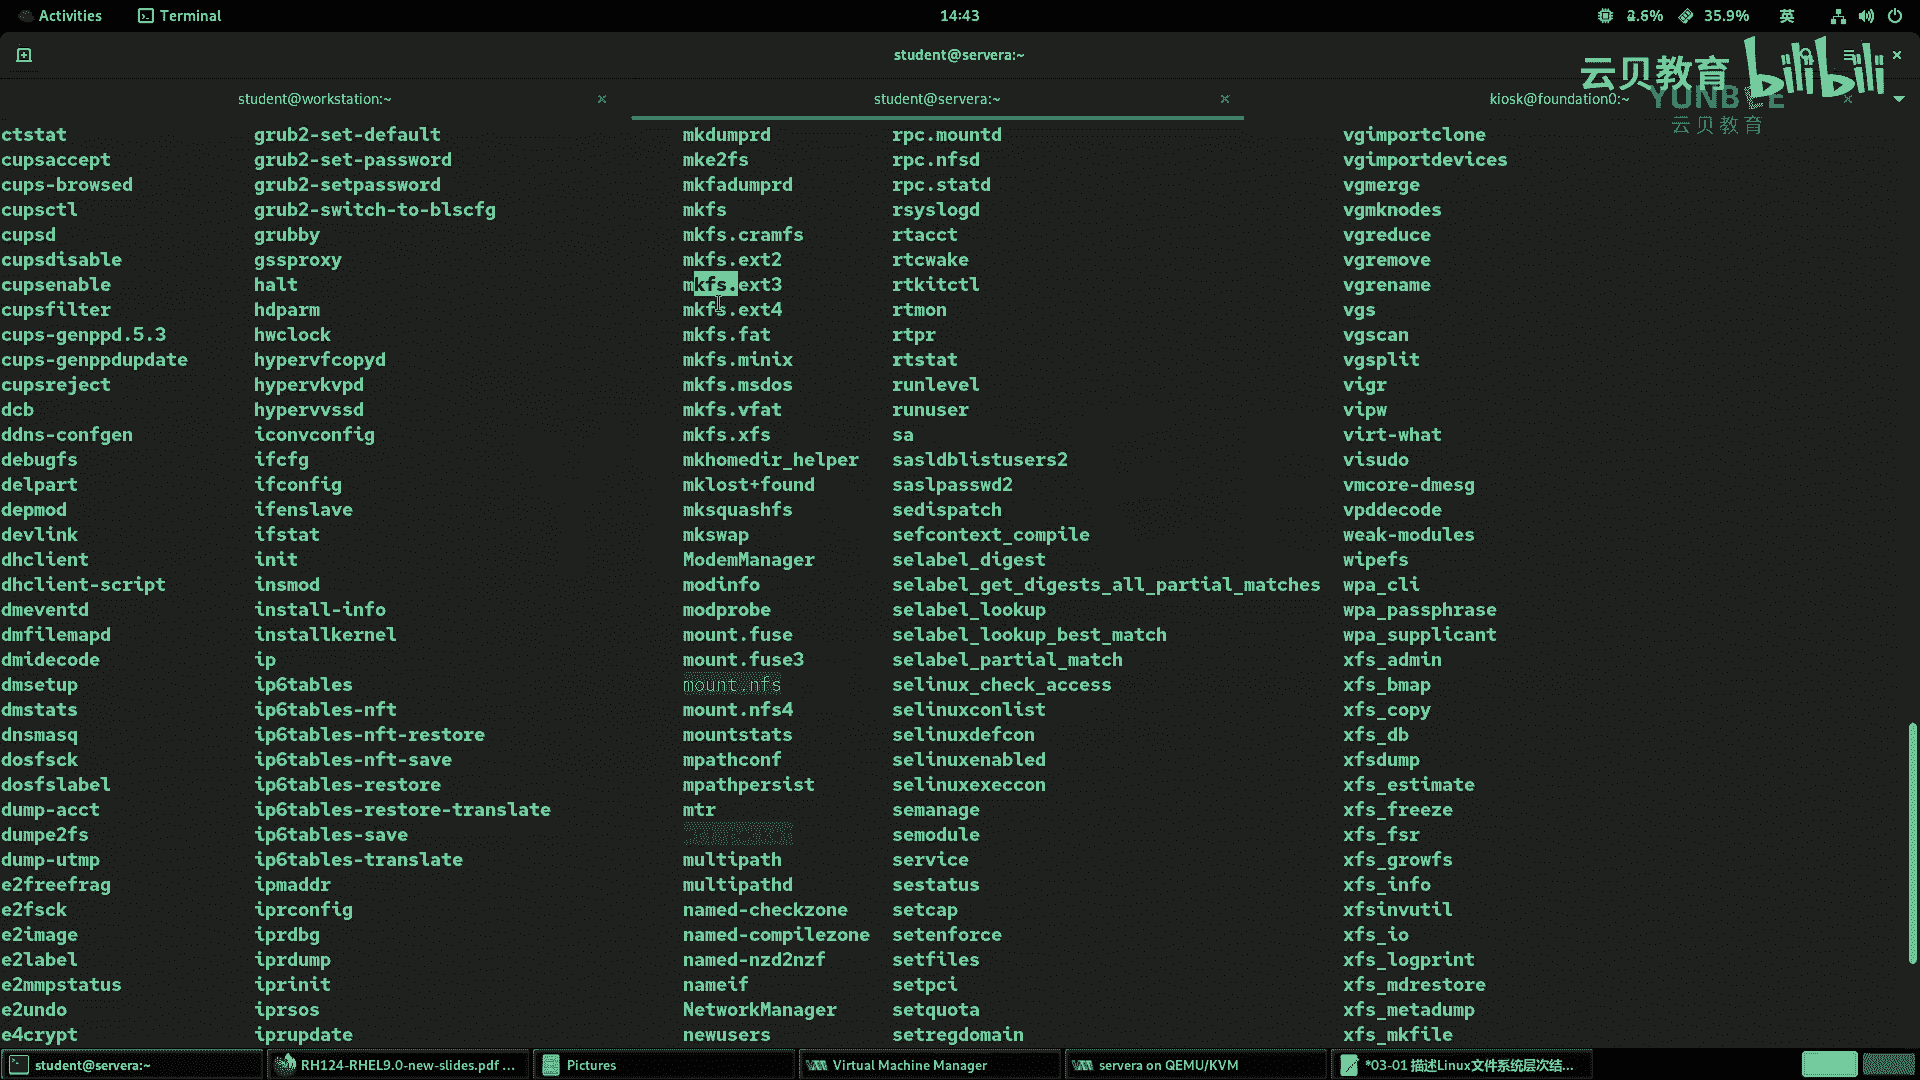 Activities Terminal 14:43 2.6% 35.9% 英
student@servera:~
云贝教育 bilibili
student@workstation:~ student@servera:~ kiosk@foundation0:~
云贝教育
ctstat grub2-set-default mkdumprd rpc.mountd vgimportclone
cupsaccept grub2-set-password mke2fs rpc.nfsd vgimportdevices
cups-browsed grub2-setpassword mkfadumprd rpc.statd vgmerge
cupsctl grub2-switch-to-blscfg mkfs rsyslogd vgmknodes
cupsd grubby mkfs.cramfs rtacct vgreduce
cupsdisable gssproxy mkfs.ext2 rtcwake vgremove
cupsenable halt mkfs.ext3 rtkitctl vgrename
cupsfilter hdparm mkfs.ext4 rtmon vgs
cups-genppd.5.3 hwclock mkfs.fat rtpr vgscan
cups-genppdupdate hypervfcopyd mkfs.minix rtstat vgsplit
cupsreject hypervkvpd mkfs.msdos runlevel vigr
dcb hypervvssd mkfs.vfat runuser vipw
ddns-confgen iconvconfig mkfs.xfs sa virt-what
debugfs ifcfg mkhomedir_helper sasldblistusers2 visudo
delpart ifconfig mklost+found saslpasswd2 vmcore-dmesg
depmod ifenslave mksquashfs sedispatch vpddecode
devlink ifstat mkswap sefcontext_compile weak-modules
dhclient init ModemManager selabel_digest wipefs
dhclient-script insmod modinfo selabel_get_digests_all_partial_matches wpa_cli
dmeventd install-info modprobe selabel_lookup wpa_passphrase
dmfilemapd installkernel mount.fuse selabel_lookup_best_match wpa_supplicant
dmidecode ip mount.fuse3 selabel_partial_match xfs_admin
dmsetup ip6tables mount.nfs selinux_check_access xfs_bmap
dmstats ip6tables-nft mount.nfs4 selinuxconlist xfs_copy
dnsmasq ip6tables-nft-restore mountstats selinuxdefcon xfs_db
dosfsck ip6tables-nft-save mpathconf selinuxenabled xfsdump
dosfslabel ip6tables-restore mpathpersist selinuxexeccon xfs_estimate
dump-acct ip6tables-restore-translate mtr semanage xfs_freeze
dumpe2fs ip6tables-save semodule xfs_fsr
dump-utmp ip6tables-translate multipath service xfs_growfs
e2freefrag ipmaddr multipathd sestatus xfs_info
e2fsck iprconfig named-checkzone setcap xfsinvutil
e2image iprdbg named-compilezone setenforce xfs_io
e2label iprdump named-nzd2nzf setfiles xfs_logprint
e2mmpstatus iprinit nameif setpci xfs_mdrestore
e2undo iprsos NetworkManager setquota xfs_metadump
e4crypt iprupdate newusers setregdomain xfs_mkfile
student@servera:~ RH124-RHEL9.0-new-slides.pdf ... Pictures Virtual Machine Manager servera on QEMU/KVM *03-01 描述Linux文件系统层次结...